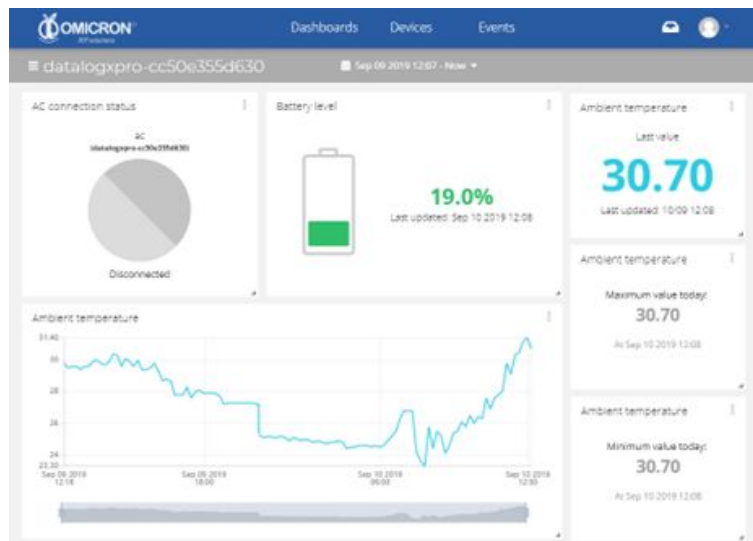 OMICRON
Dashboards
Devices
Events
datalogxpro-cc50e355d630
Sep 09 2019 12:07 - Now
AC connection status
AC
(datalogxpro-cc50e355d630)
Disconnected
Battery level
19.0%
Last updated: Sep 10 2019 12:08
Ambient temperature
Last value
30.70
Last updated: 10/09 12:08
Ambient temperature
Maximum value today:
30.70
At Sep 10 2019 12:08
Ambient temperature
31.40
30
28
26
24
23.30
Sep 09 2019
12:18
Sep 09 2019
18:00
Sep 10 2019
06:00
Sep 10 2019
12:00
Ambient temperature
Minimum value today:
30.70
At Sep 10 2019 12:08